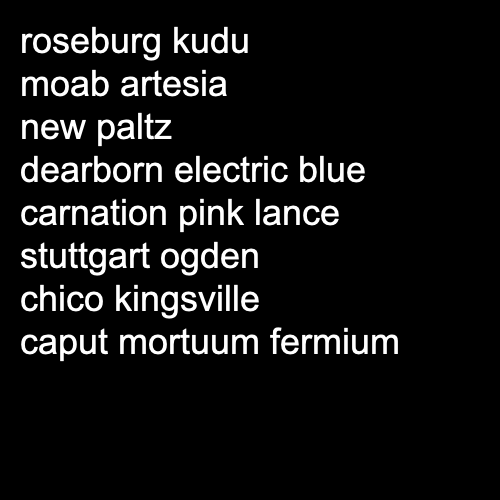 roseburg kudu
moab artesia
new paltz
dearborn electric blue
carnation pink lance
stuttgart ogden
chico kingsville
caput mortuum fermium